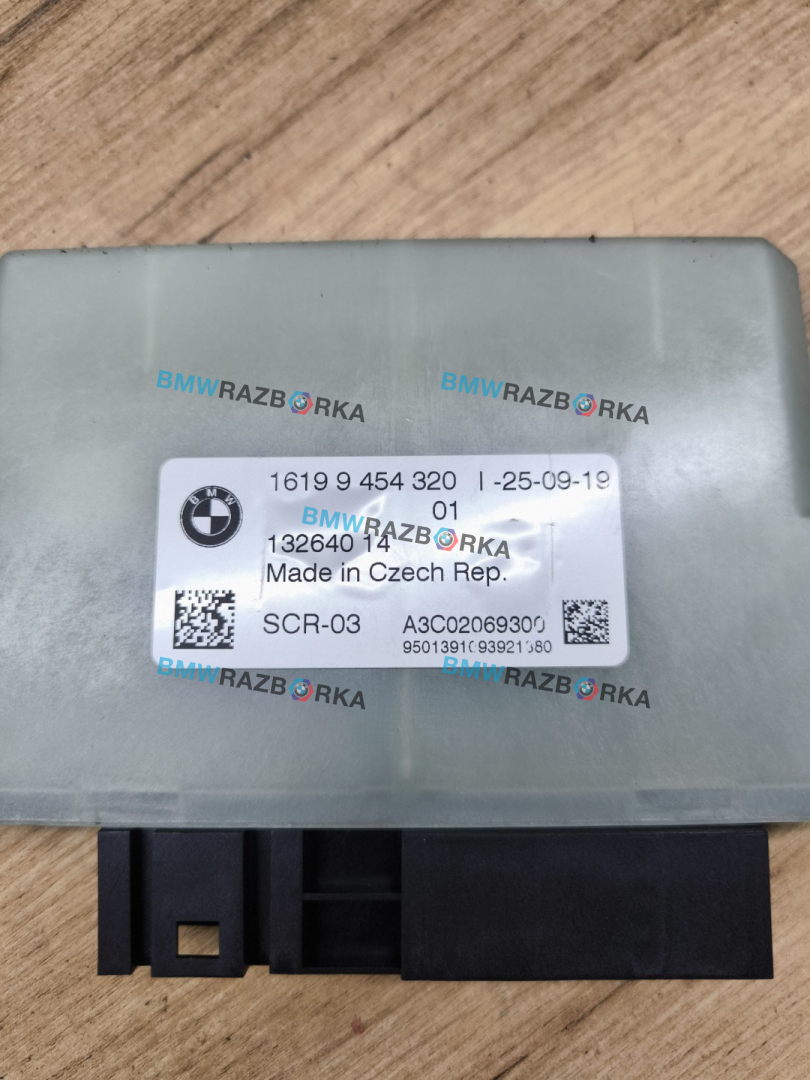 BMWRAZBORKA
BMWRAZBORKA
BMW
1619 9 454 320 I -25-09-19
01
BMWRAZBORKA
132640 14
Made in Czech Rep.
SCR-03 A3C02069300
BMWRAZBORKA
BMWRAZBORKA